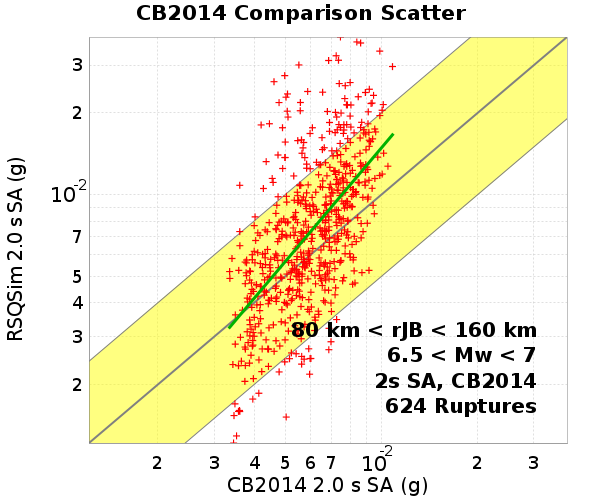 CB2014 Comparison Scatter
RSQSim 2.0 s SA (g)
3
2
10-2
7
5
4
3
2
80 km < rJB < 160 km
6.5 < Mw < 7
2s SA, CB2014
624 Ruptures
2 3 4 5 6 7 10-2 2 3
CB2014 2.0 s SA (g)